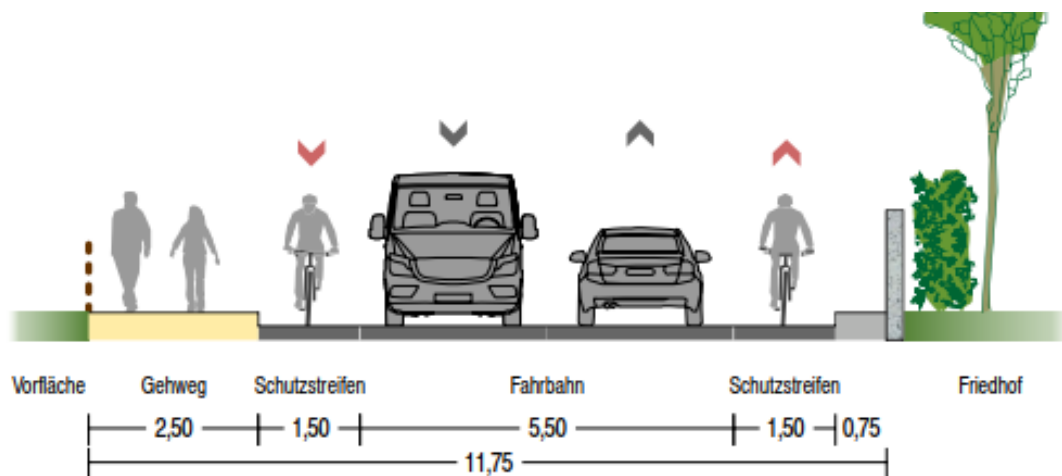 Vorfläche Gehweg Schutzstreifen Fahrbahn Schutzstreifen Friedhof
2,50 1,50 5,50 1,50 0,75
11,75